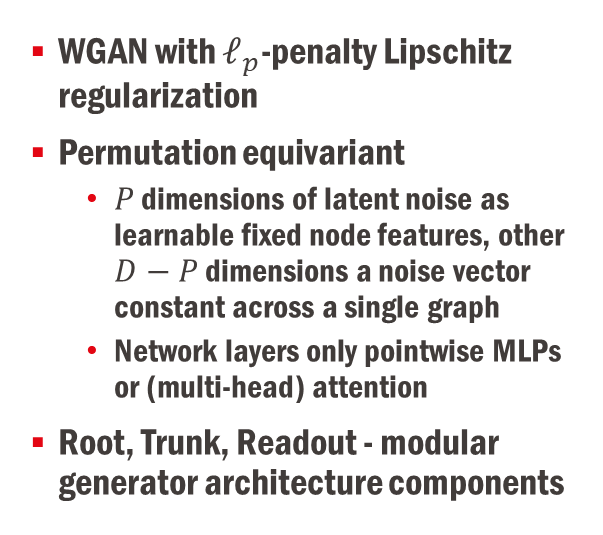 ▪ WGAN with ℓₚ-penalty Lipschitz
regularization
▪ Permutation equivariant
• P dimensions of latent noise as
learnable fixed node features, other
D − P dimensions a noise vector
constant across a single graph
• Network layers only pointwise MLPs
or (multi-head) attention
▪ Root, Trunk, Readout - modular
generator architecture components